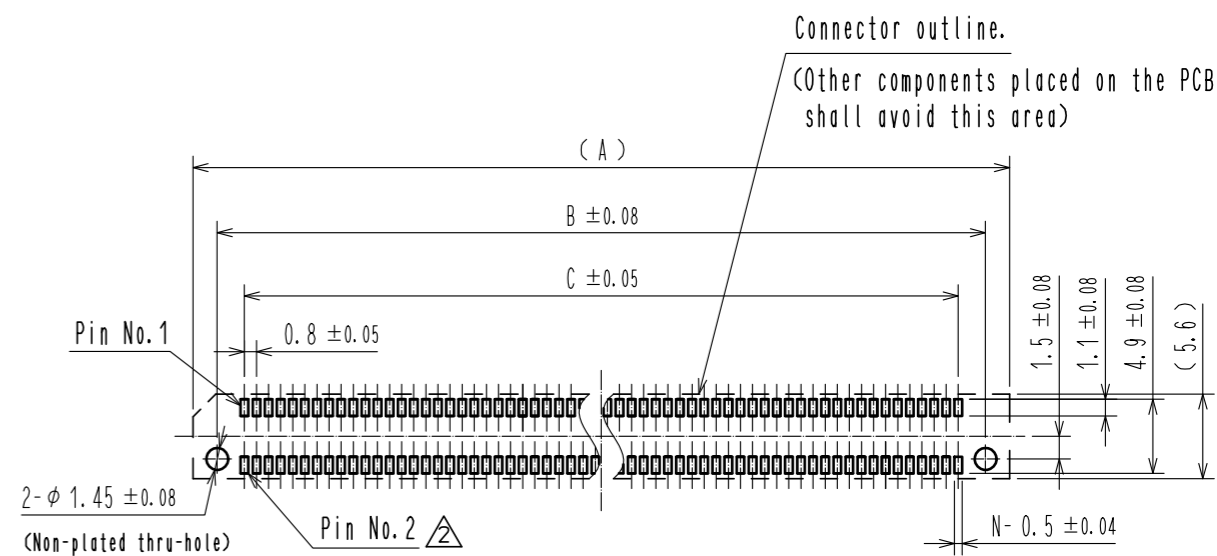 Connector outline.
(Other components placed on the PCB
shall avoid this area)
(A)
B ±0.08
C ±0.05
Pin No.1
0.8 ±0.05
1.5 ±0.08
1.1 ±0.08
4.9 ±0.08
(5.6)
2-φ1.45 ±0.08
(Non-plated thru-hole)
Pin No.2 2
N- 0.5 ±0.04